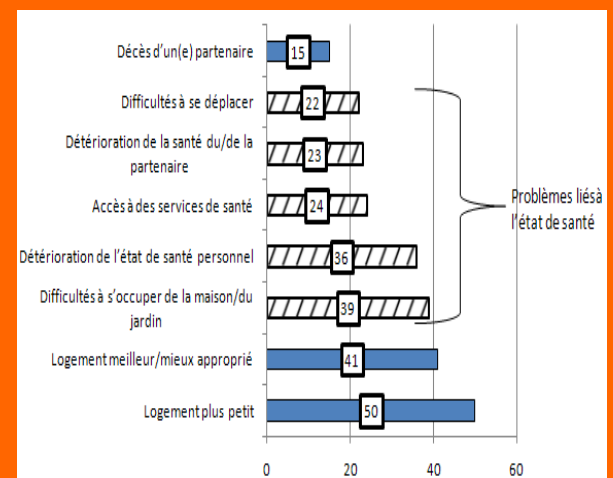 Décès d'un(e) partenaire
15
Difficultés à se déplacer
22
Détérioration de la santé du/de la
partenaire
23
Accès à des services de santé
24
Détérioration de l'état de santé personnel
36
Difficultés à s'occuper de la maison/du
jardin
39
Logement meilleur/mieux approprié
41
Logement plus petit
50
Problèmes liésà
l'état de santé
0 20 40 60